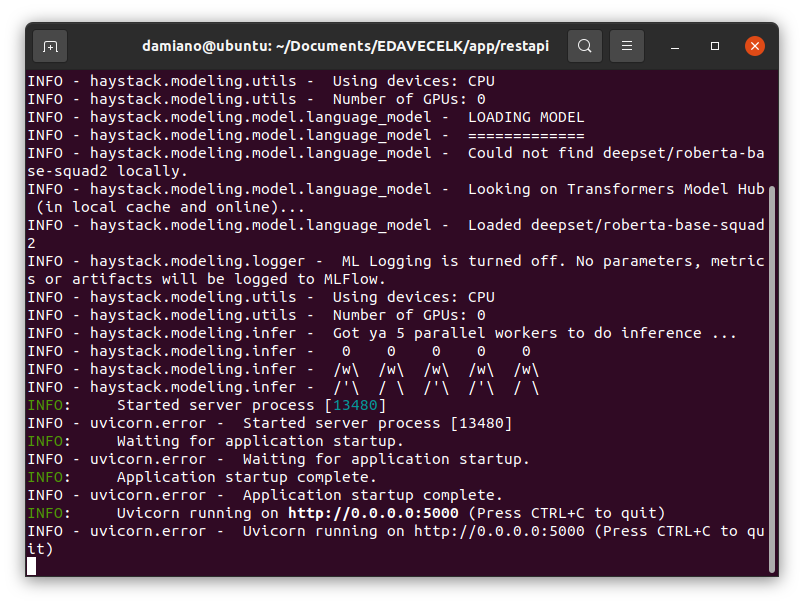 damiano@ubuntu: ~/Documents/EDAVECELK/app/restapi
INFO - haystack.modeling.utils -  Using devices: CPU
INFO - haystack.modeling.utils -  Number of GPUs: 0
INFO - haystack.modeling.model.language_model -  LOADING MODEL
INFO - haystack.modeling.model.language_model -  =============
INFO - haystack.modeling.model.language_model -  Could not find deepset/roberta-ba
se-squad2 locally.
INFO - haystack.modeling.model.language_model -  Looking on Transformers Model Hub
 (in local cache and online)...
INFO - haystack.modeling.model.language_model -  Loaded deepset/roberta-base-squad
2
INFO - haystack.modeling.logger -  ML Logging is turned off. No parameters, metric
s or artifacts will be logged to MLFlow.
INFO - haystack.modeling.utils -  Using devices: CPU
INFO - haystack.modeling.utils -  Number of GPUs: 0
INFO - haystack.modeling.infer -  Got ya 5 parallel workers to do inference ...
INFO - haystack.modeling.infer -   0    0    0    0    0
INFO - haystack.modeling.infer -  /w\  /w\  /w\  /w\  /w\
INFO - haystack.modeling.infer -  /'\  / \  /'\  /'\  / \
INFO:     Started server process [13480]
INFO - uvicorn.error -  Started server process [13480]
INFO:     Waiting for application startup.
INFO - uvicorn.error -  Waiting for application startup.
INFO:     Application startup complete.
INFO - uvicorn.error -  Application startup complete.
INFO:     Uvicorn running on http://0.0.0.0:5000 (Press CTRL+C to quit)
INFO - uvicorn.error -  Uvicorn running on http://0.0.0.0:5000 (Press CTRL+C to qu
it)